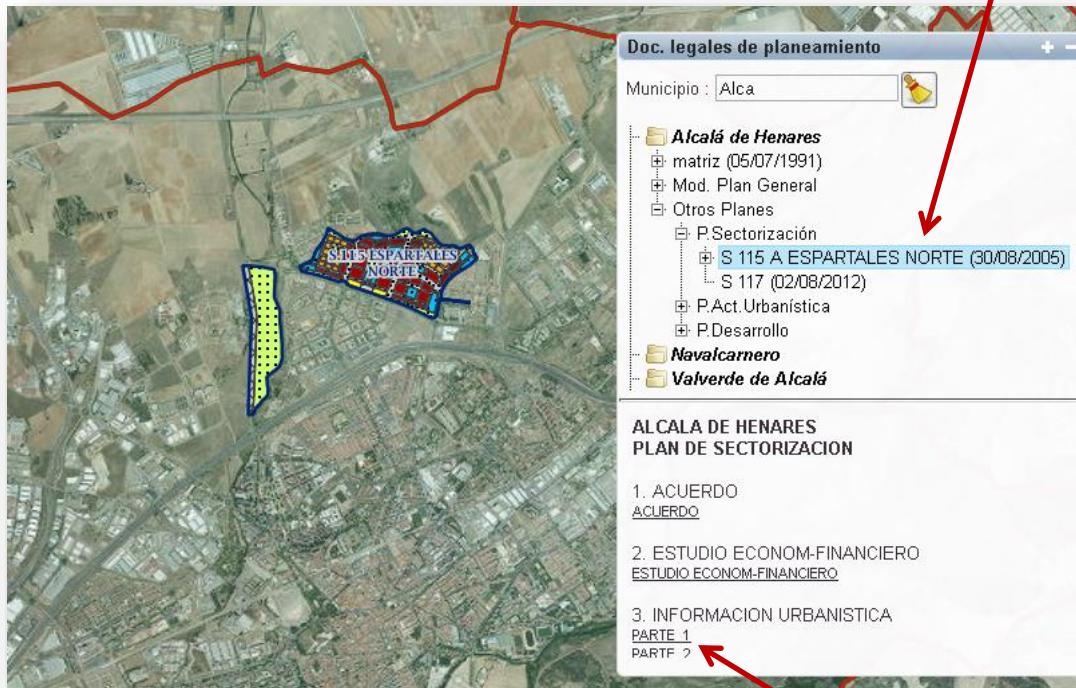 Doc. legales de planeamiento
Municipio : Alca
Alcalá de Henares
matriz (05/07/1991)
Mod. Plan General
Otros Planes
P.Sectorización
S 115 A ESPARTALES NORTE (30/08/2005)
S 117 (02/08/2012)
P.Act.Urbanística
P.Desarrollo
Navalcarnero
Valverde de Alcalá
S.115 ESPARTALES
NORTE
ALCALA DE HENARES
PLAN DE SECTORIZACION
1. ACUERDO
ACUERDO
2. ESTUDIO ECONOM-FINANCIERO
ESTUDIO ECONOM-FINANCIERO
3. INFORMACION URBANISTICA
PARTE 1
PARTE 2